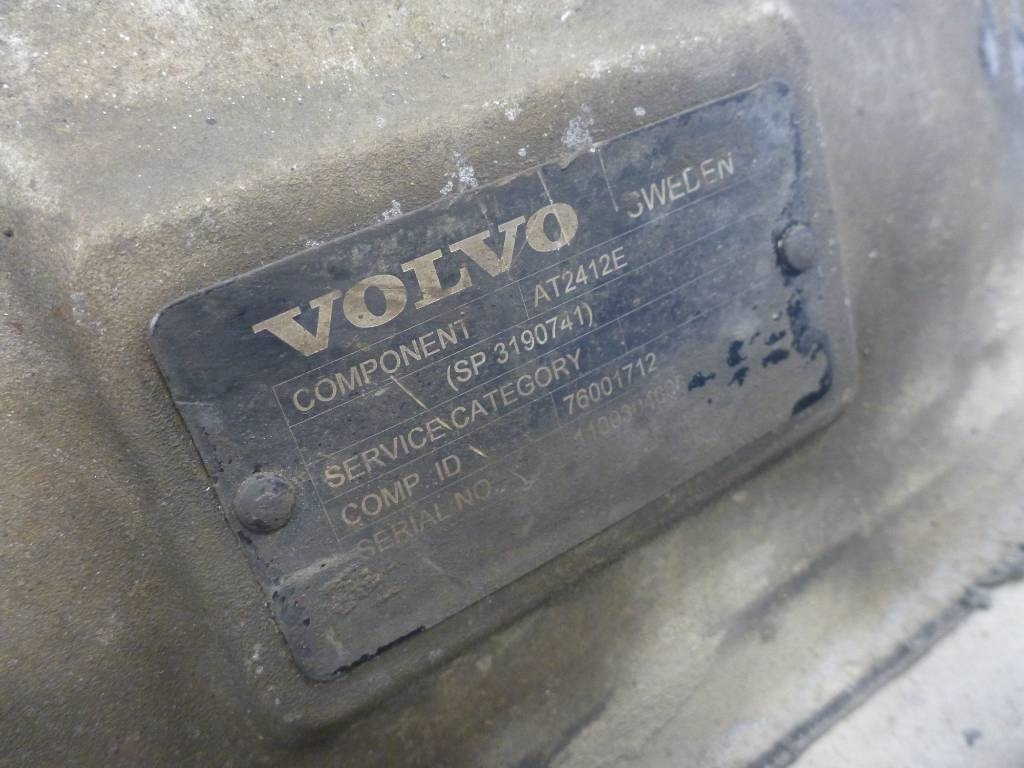 VOLVO SWEDEN
COMPONENT AT2412E
(SP 3190741)
SERVICE CATEGORY
COMP. ID 76001712
SERIAL NO